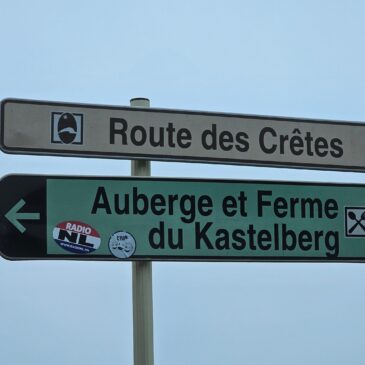 Route des Crêtes
Auberge et Ferme
du Kastelberg
RADIO
NL